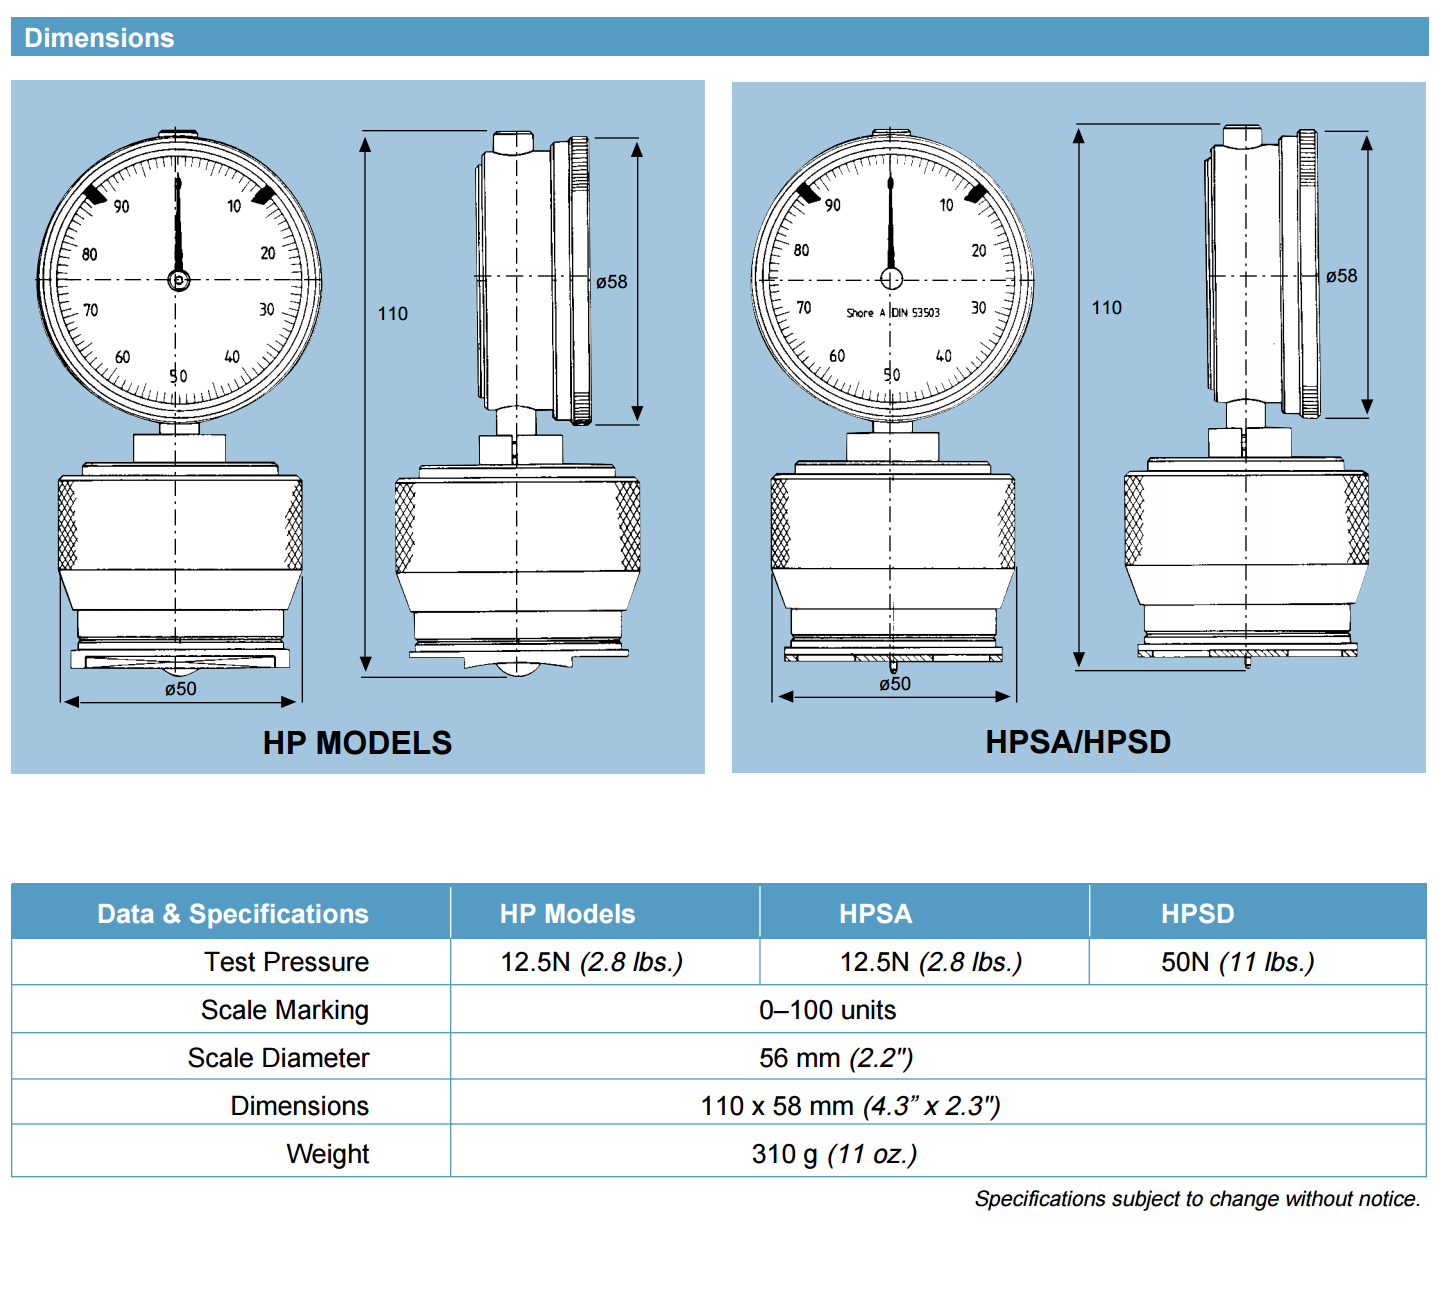 Dimensions
90
10
80
20
70
30
60
40
50
110
ø58
ø50
HP MODELS
90
10
80
20
70
30
Shore A DIN 53503
60
40
50
110
ø58
ø50
HPSA/HPSD
Data & Specifications HP Models HPSA HPSD
Test Pressure 12.5N (2.8 lbs.) 12.5N (2.8 lbs.) 50N (11 lbs.)
Scale Marking 0–100 units
Scale Diameter 56 mm (2.2")
Dimensions 110 x 58 mm (4.3” x 2.3")
Weight 310 g (11 oz.)
Specifications subject to change without notice.